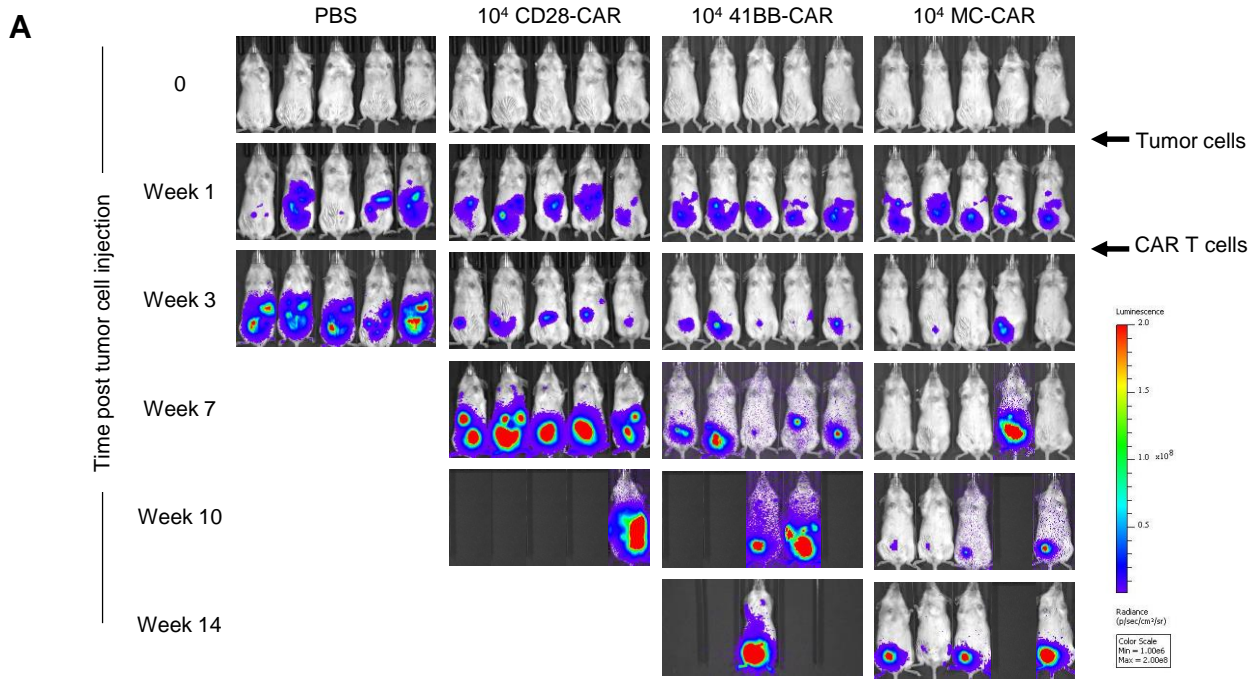 A
PBS
10⁴ CD28-CAR
10⁴ 41BB-CAR
10⁴ MC-CAR
Time post tumor cell injection
0
Tumor cells
Week 1
CAR T cells
Week 3
Week 7
Week 10
Week 14
Luminescence
2.0
1.5
1.0 x10⁸
0.5
Radiance
(p/sec/cm²/sr)
Color Scale
Min = 1.00e6
Max = 2.00e8